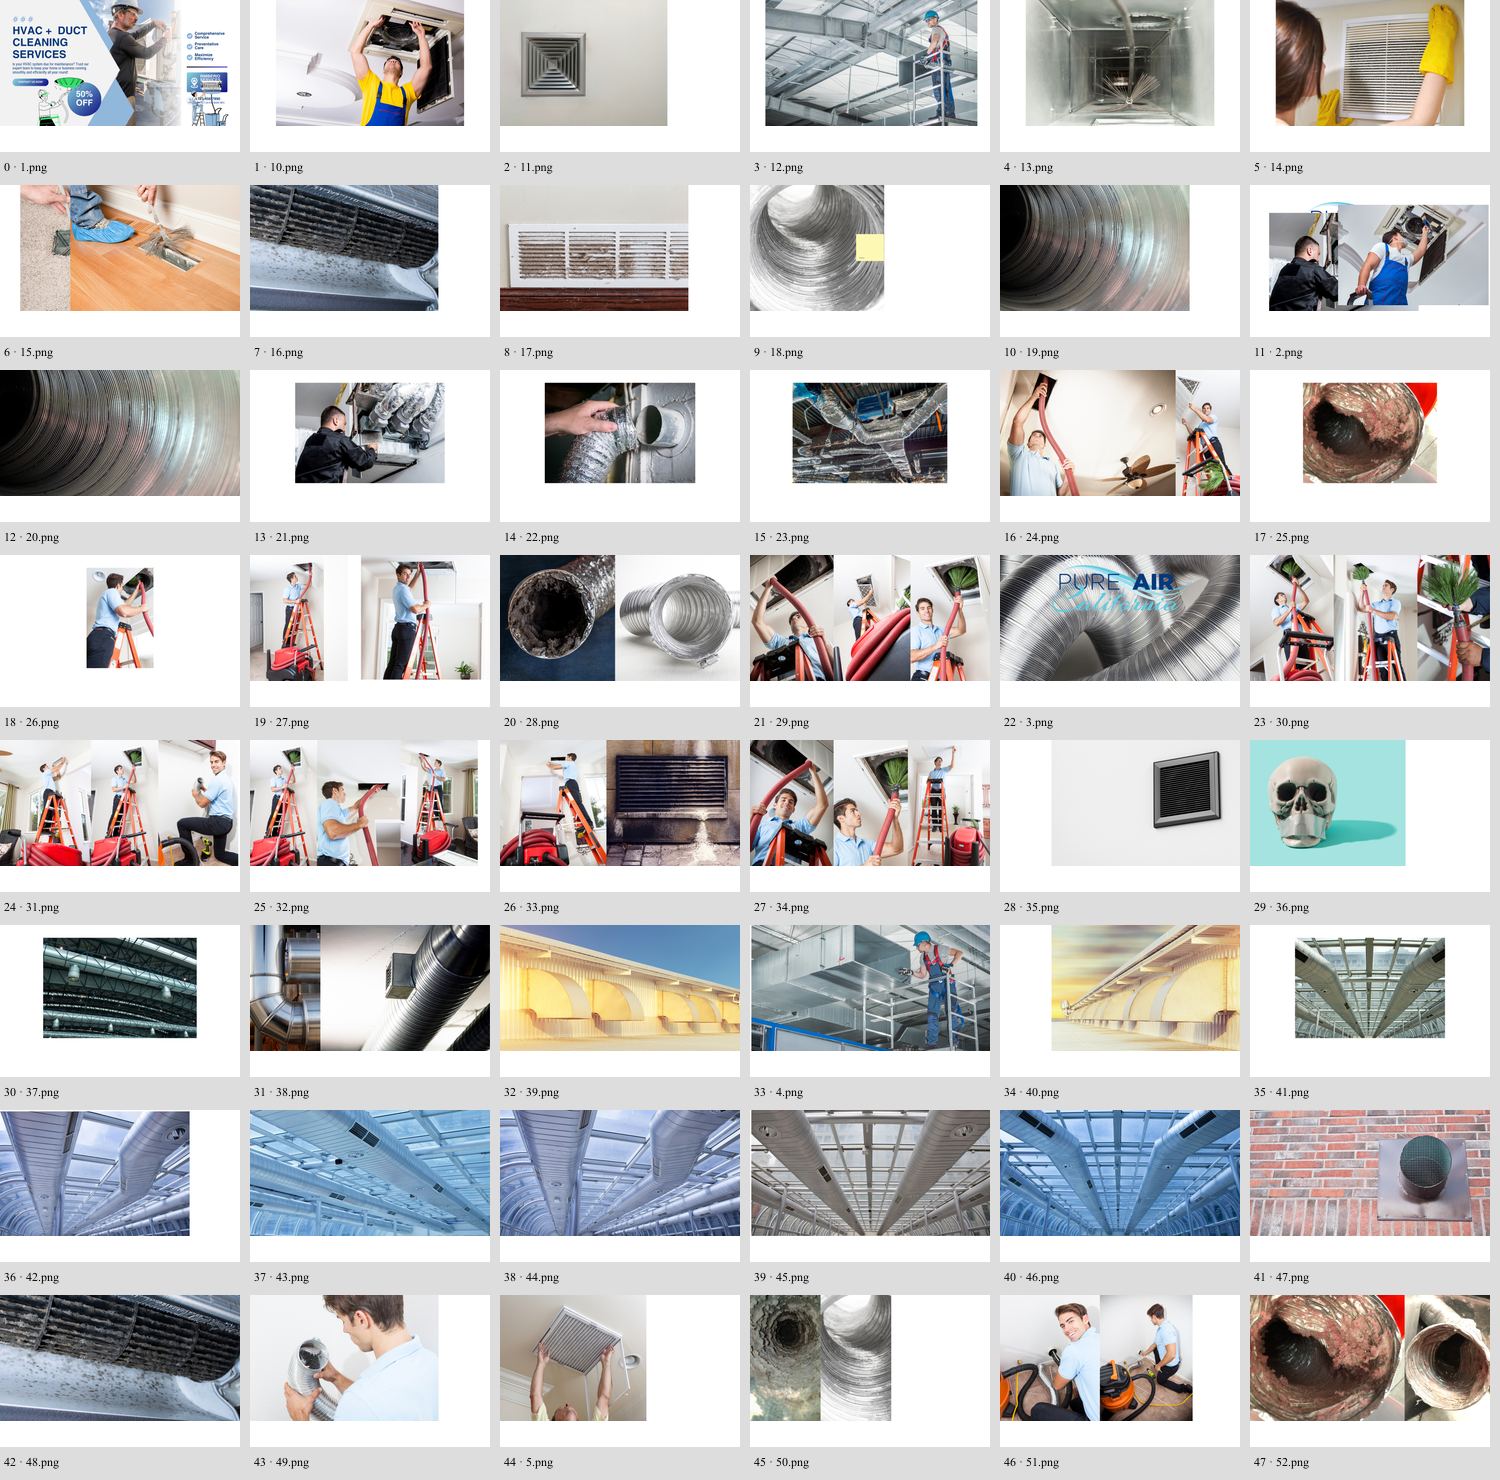 HVAC + DUCT
CLEANING
SERVICES
50%
OFF
Comprehensive
Service
Preventative
Care
Maximize
Efficiency
0 · 1.png
1 · 10.png
2 · 11.png
3 · 12.png
4 · 13.png
5 · 14.png
6 · 15.png
7 · 16.png
8 · 17.png
9 · 18.png
10 · 19.png
11 · 2.png
12 · 20.png
13 · 21.png
14 · 22.png
15 · 23.png
16 · 24.png
17 · 25.png
PURE AIR
California
18 · 26.png
19 · 27.png
20 · 28.png
21 · 29.png
22 · 3.png
23 · 30.png
24 · 31.png
25 · 32.png
26 · 33.png
27 · 34.png
28 · 35.png
29 · 36.png
30 · 37.png
31 · 38.png
32 · 39.png
33 · 4.png
34 · 40.png
35 · 41.png
36 · 42.png
37 · 43.png
38 · 44.png
39 · 45.png
40 · 46.png
41 · 47.png
42 · 48.png
43 · 49.png
44 · 5.png
45 · 50.png
46 · 51.png
47 · 52.png